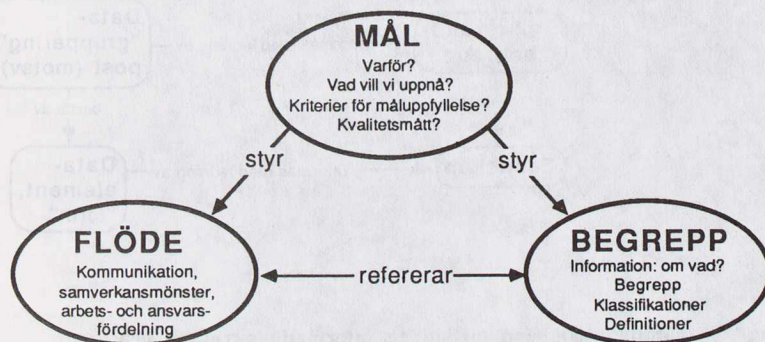 MÅL
Varför?
Vad vill vi uppnå?
Kriterier för måluppfyllelse?
Kvalitetsmått?
styr
styr
FLÖDE
Kommunikation,
samverkansmönster,
arbets- och ansvars-
fördelning
refererar
BEGREPP
Information: om vad?
Begrepp
Klassifikationer
Definitioner